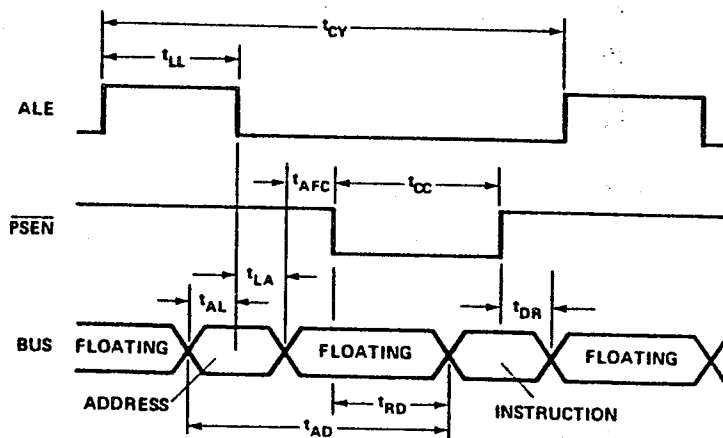 tCY
tLL
ALE
tAFC
tCC
PSEN
tLA
tAL
tDR
BUS
FLOATING
FLOATING
FLOATING
ADDRESS
tRD
INSTRUCTION
tAD